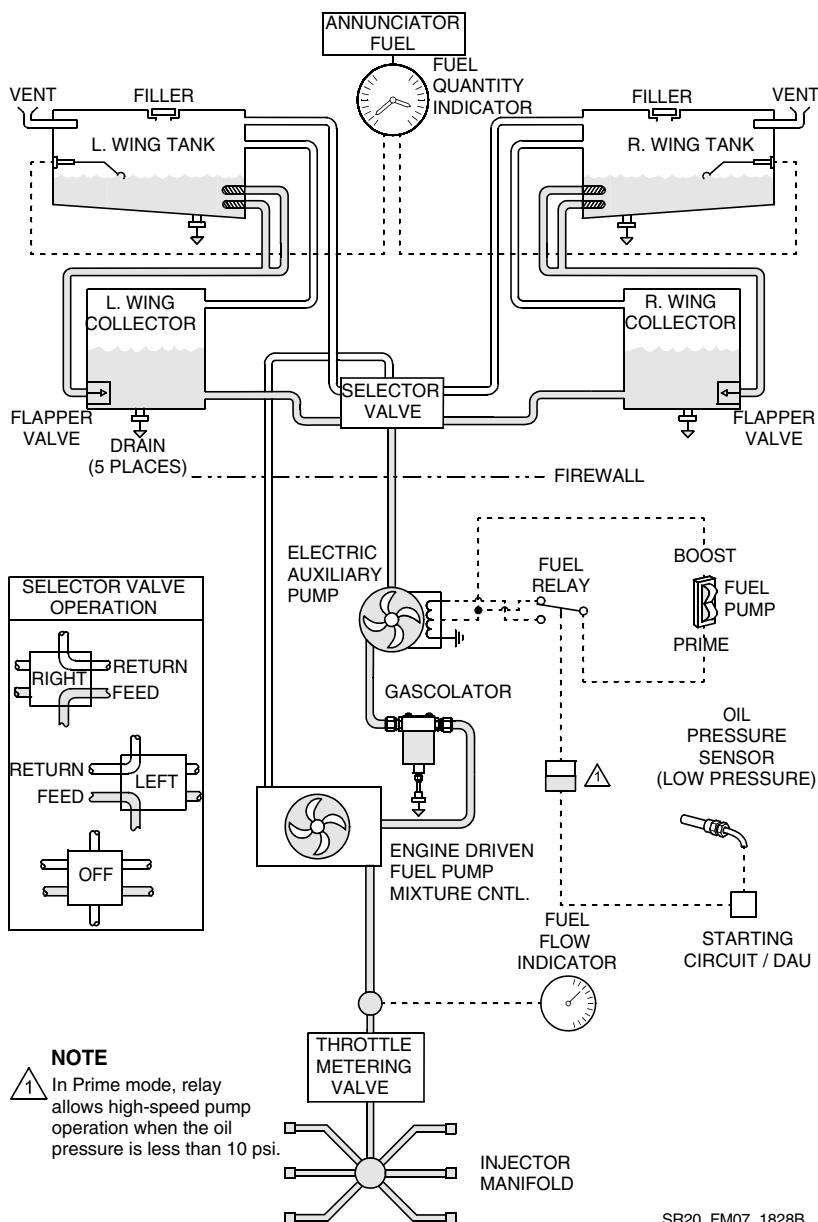 ANNUNCIATOR
FUEL
FUEL
QUANTITY
INDICATOR
VENT
FILLER
L. WING TANK
FILLER
VENT
R. WING TANK
L. WING
COLLECTOR
R. WING
COLLECTOR
SELECTOR
VALVE
FLAPPER
VALVE
DRAIN
(5 PLACES)
FLAPPER
VALVE
FIREWALL
ELECTRIC
AUXILIARY
PUMP
FUEL
RELAY
BOOST
FUEL
PUMP
PRIME
SELECTOR VALVE
OPERATION
RIGHT
RETURN
FEED
RETURN
LEFT
FEED
OFF
GASCOLATOR
OIL
PRESSURE
SENSOR
(LOW PRESSURE)
1
ENGINE DRIVEN
FUEL PUMP
MIXTURE CNTL.
STARTING
CIRCUIT / DAU
FUEL
FLOW
INDICATOR
THROTTLE
METERING
VALVE
NOTE
1
In Prime mode, relay
allows high-speed pump
operation when the oil
pressure is less than 10 psi.
INJECTOR
MANIFOLD
SR20_FM07_1828B